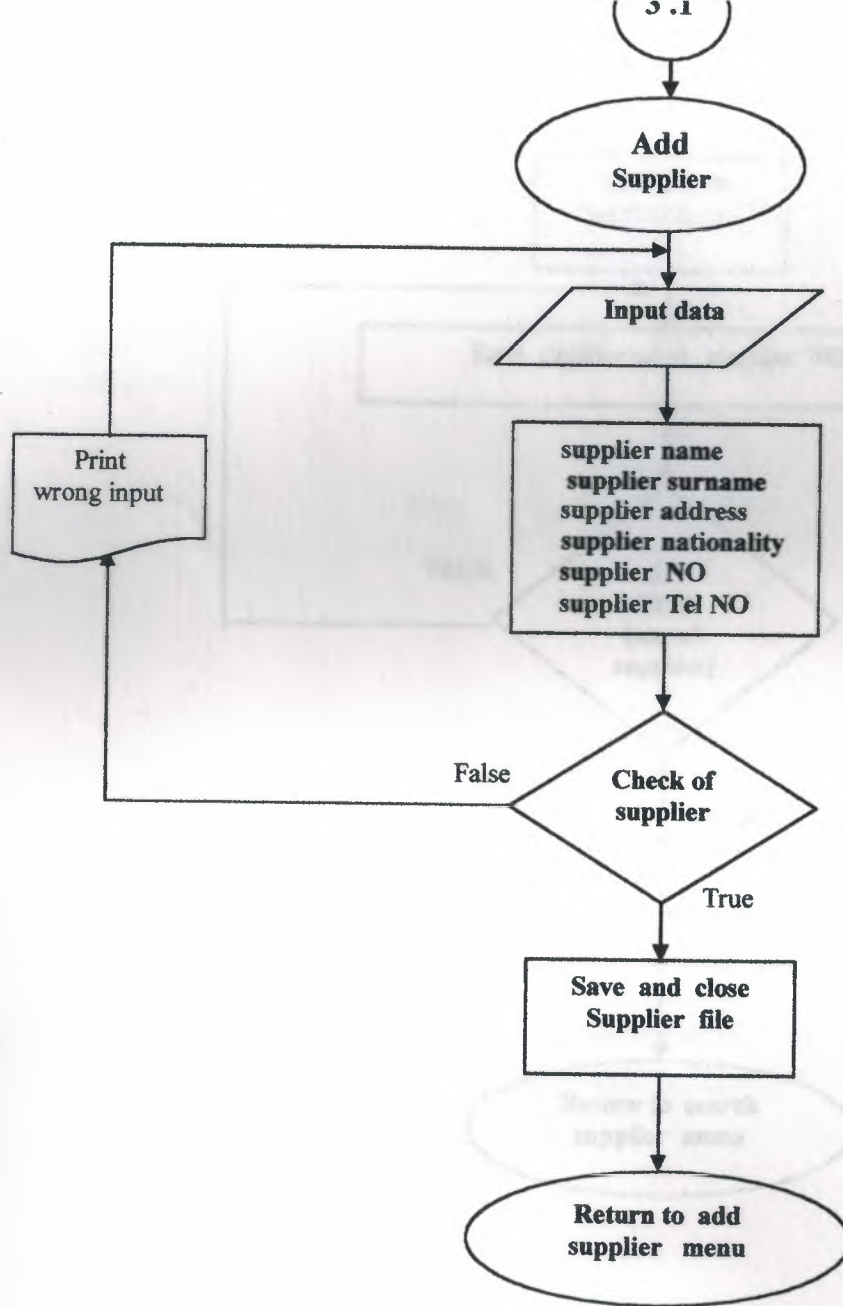 3 .1
Add
Supplier
Input data
supplier name
supplier surname
supplier address
supplier nationality
supplier NO
supplier Tel NO
Print
wrong input
False
Check of
supplier
True
Save and close
Supplier file
Return to add
supplier menu